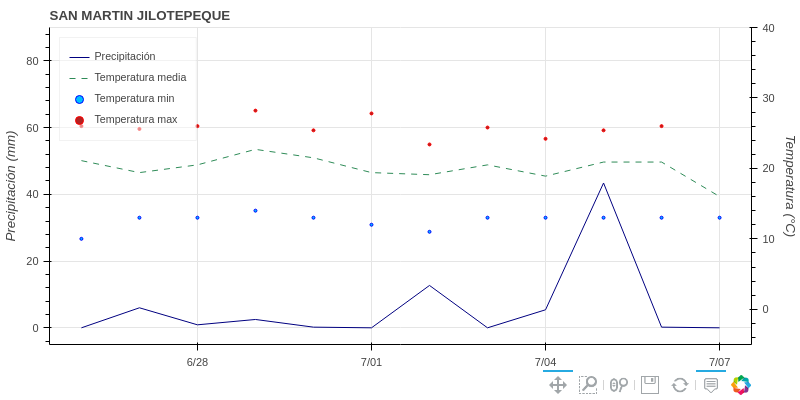 SAN MARTIN JILOTEPEQUE
Precipitación
Temperatura media
Temperatura min
Temperatura max
Precipitación (mm)
80
60
40
20
0
Temperatura (°C)
40
30
20
10
0
6/28
7/01
7/04
7/07